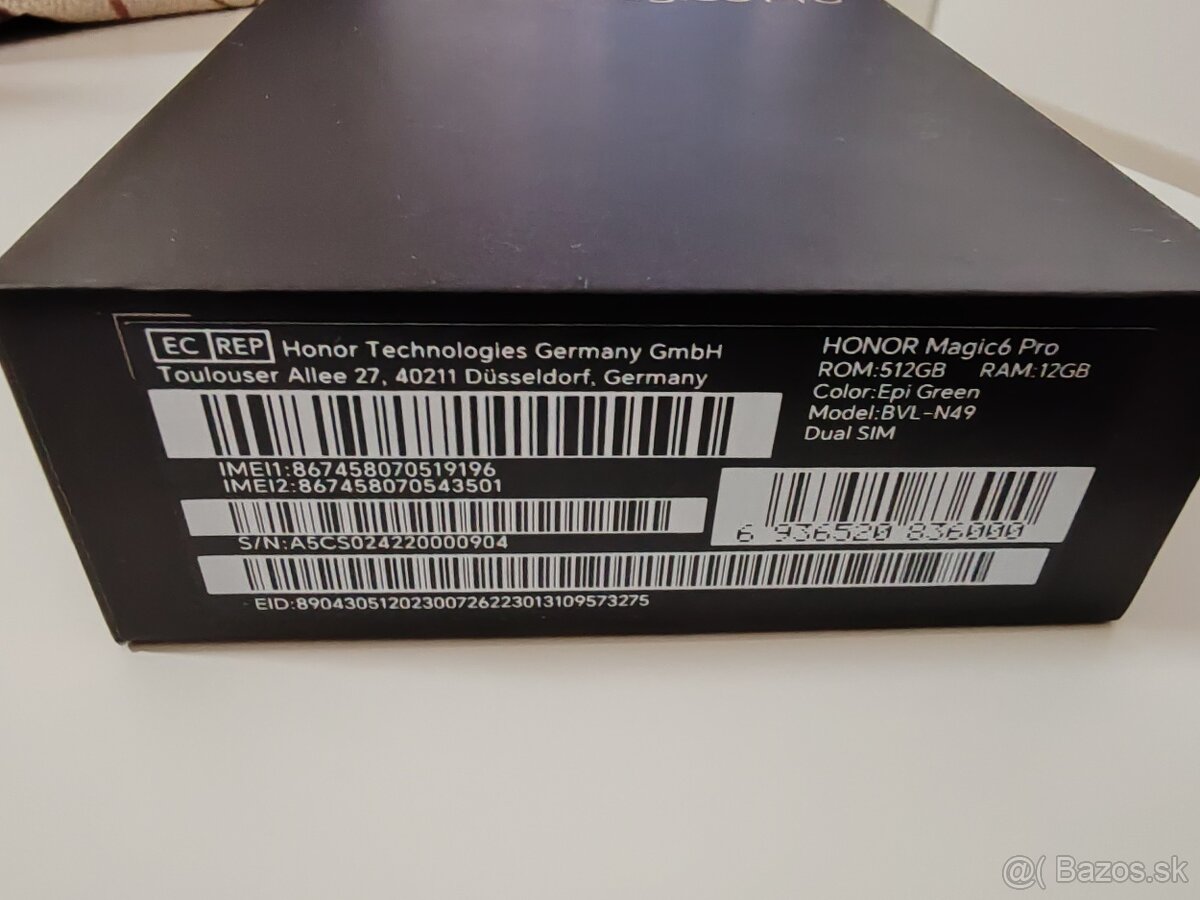 EC REP Honor Technologies Germany GmbH
Toulouser Allee 27, 40211 Düsseldorf, Germany
IMEI1:867458070519196
IMEI2:867458070543501
S/N:A5CS024220000904
EID:89043051202300726223013109573275
HONOR Magic6 Pro
ROM:512GB RAM:12GB
Color:Epi Green
Model:BVL-N49
Dual SIM
6 936520 836000
@( Bazos.sk